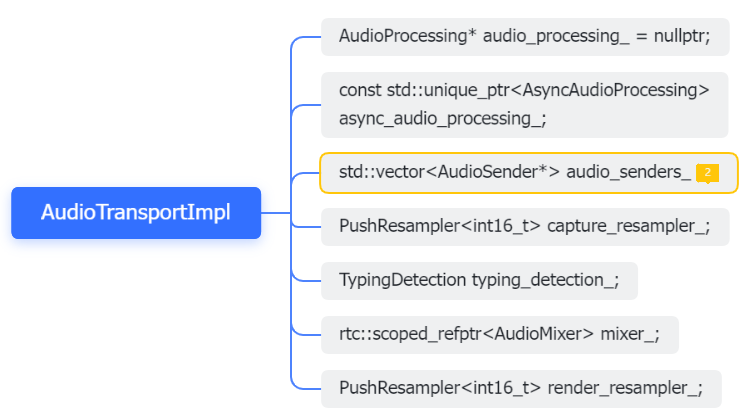 AudioTransportImpl
AudioProcessing* audio_processing_ = nullptr;
const std::unique_ptr<AsyncAudioProcessing>
async_audio_processing_;
std::vector<AudioSender*> audio_senders_ 2
PushResampler<int16_t> capture_resampler_;
TypingDetection typing_detection_;
rtc::scoped_refptr<AudioMixer> mixer_;
PushResampler<int16_t> render_resampler_;